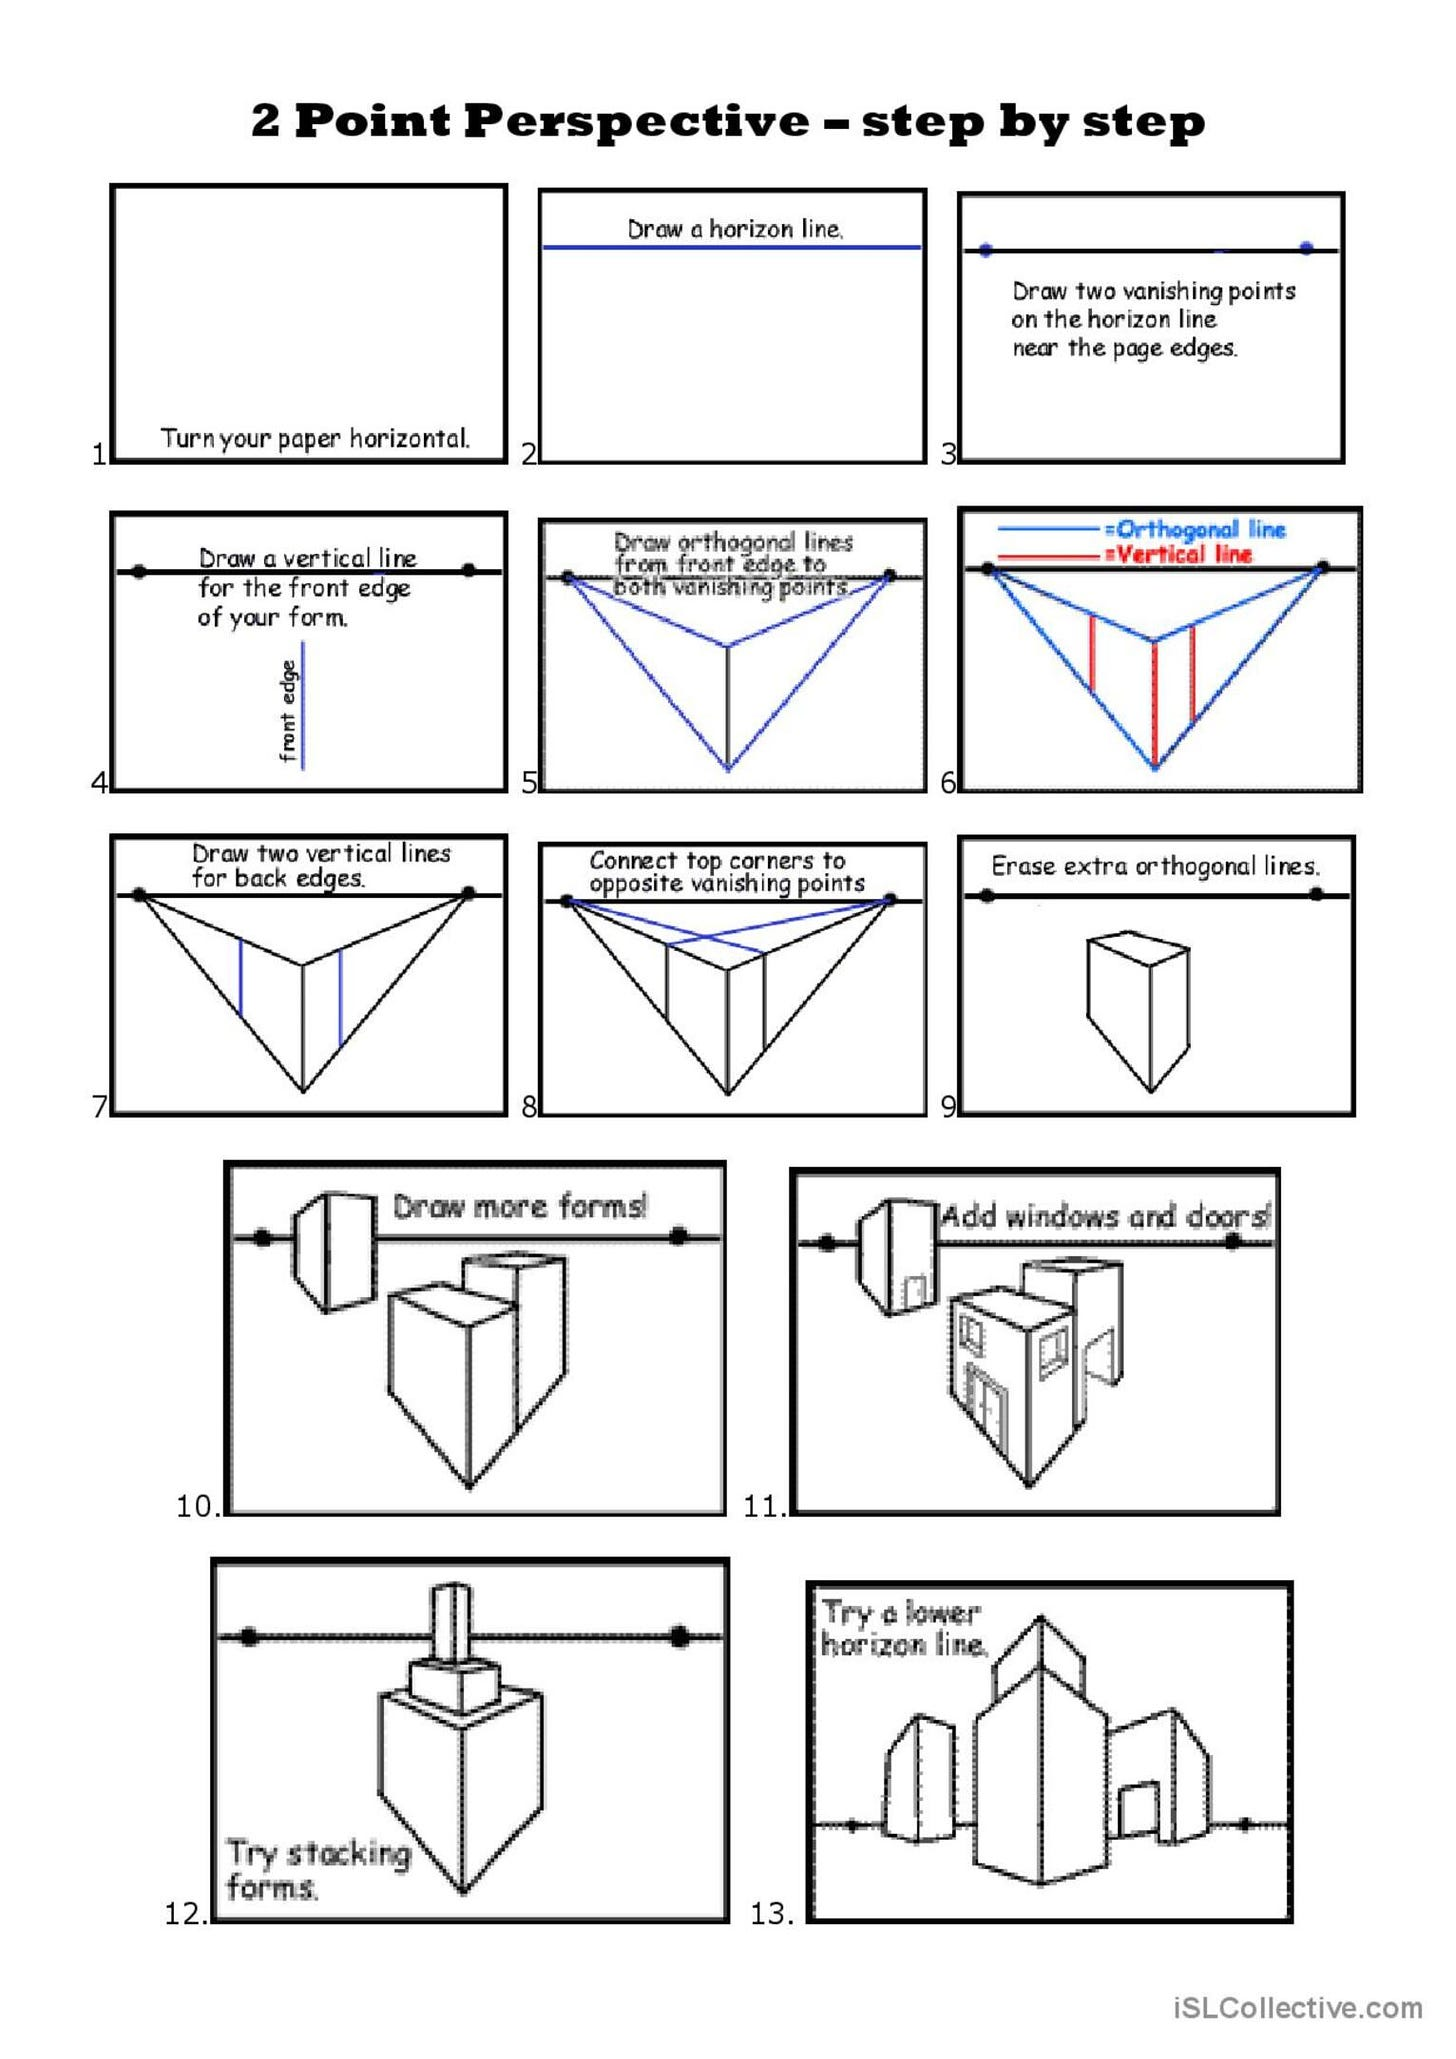 2 Point Perspective – step by step
Turn your paper horizontal.
1
Draw a horizon line.
2
Draw two vanishing points
on the horizon line
near the page edges.
3
Draw a vertical line
for the front edge
of your form.
front edge
4
Draw orthogonal lines
from front edge to
both vanishing points.
5
=Orthogonal line
=Vertical line
6
Draw two vertical lines
for back edges.
7
Connect top corners to
opposite vanishing points
8
Erase extra orthogonal lines.
9
Draw more forms!
10.
Add windows and doors!
11.
Try stacking
forms.
12.
Try a lower
horizon line.
13.
iSLCollective.com